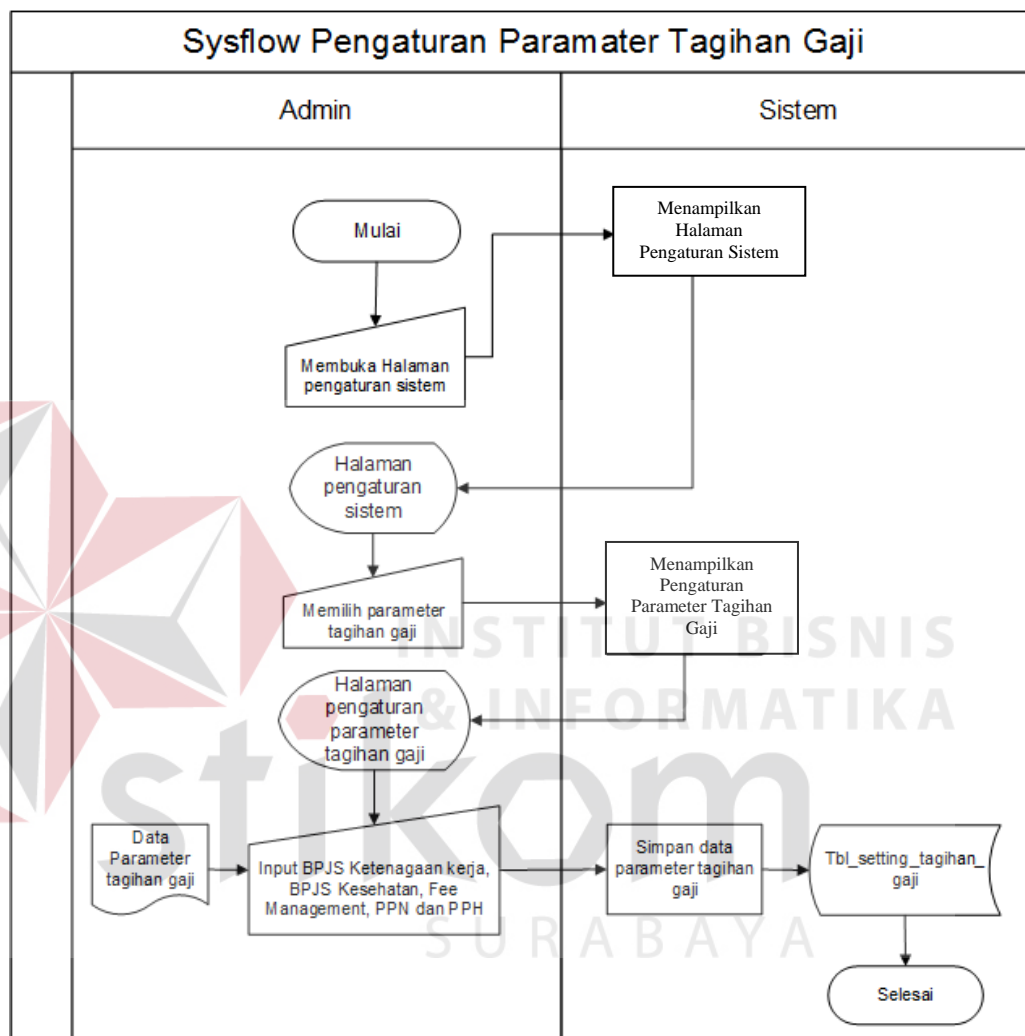 Sysflow Pengaturan Paramater Tagihan Gaji
Admin
Sistem
Mulai
Menampilkan
Halaman
Pengaturan Sistem
Membuka Halaman
pengaturan sistem
Halaman
pengaturan
sistem
Memilih parameter
tagihan gaji
Menampilkan
Pengaturan
Parameter Tagihan
Gaji
Halaman
pengaturan
parameter
tagihan gaji
Data
Parameter
tagihan gaji
Input BPJS Ketenagaan kerja,
BPJS Kesehatan, Fee
Management, PPN dan PPH
Simpan data
parameter tagihan
gaji
Tbl_setting_tagihan_
gaji
Selesai
INSTITUT BISNIS
& INFORMATIKA
stikom
SURABAYA